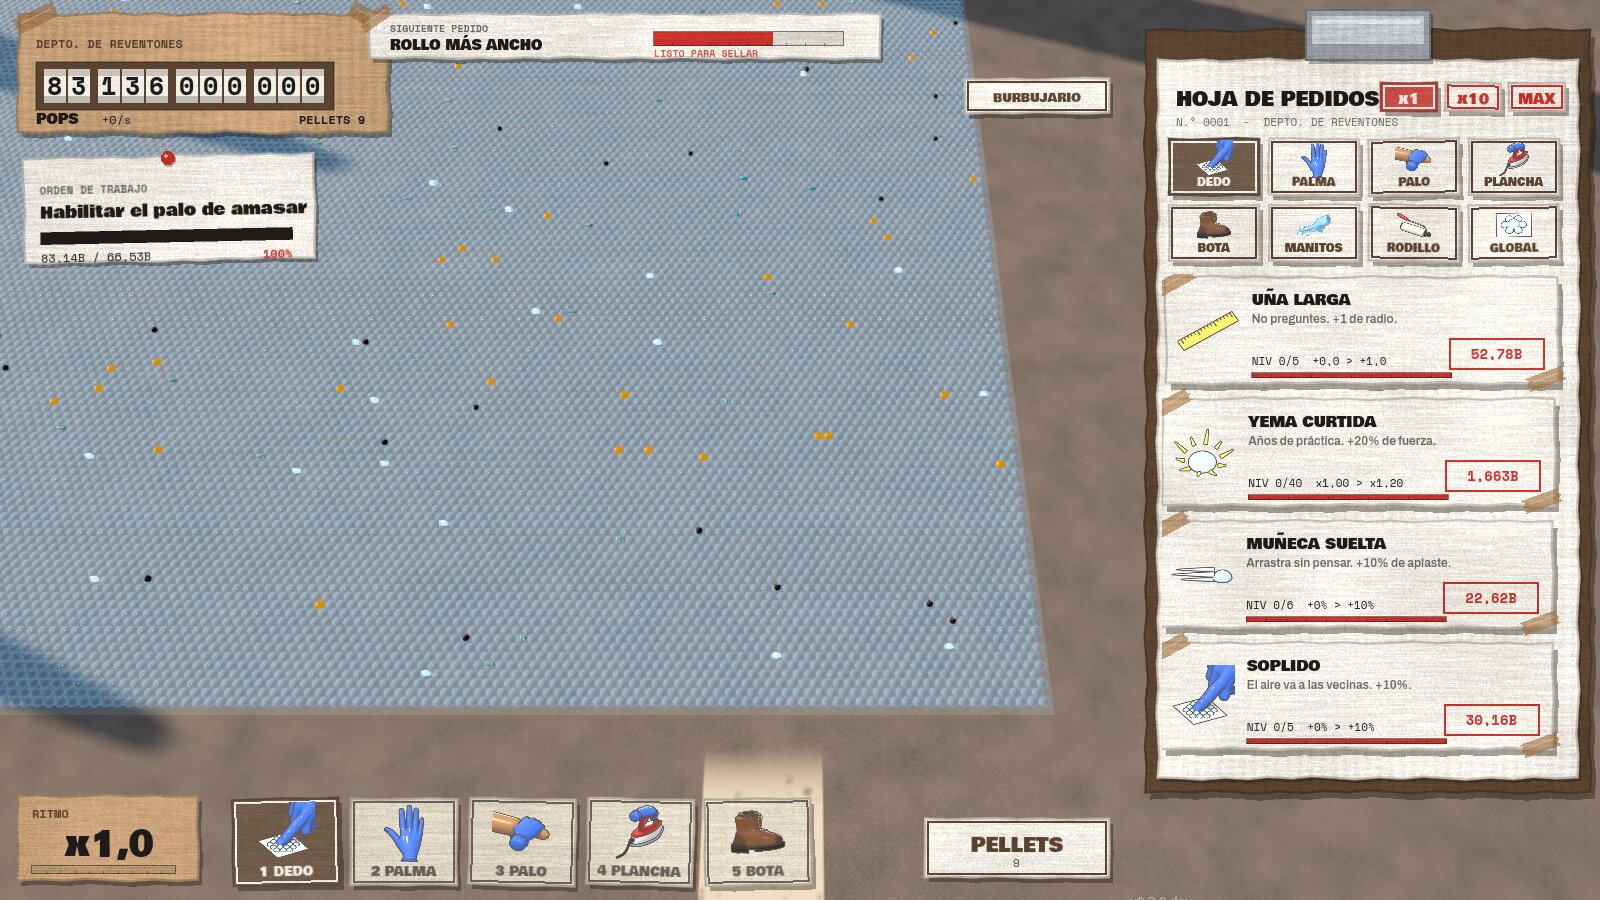 DEPTO. DE REVENTONES
83 136 000 000
POPS +0/s PELLETS 9
SIGUIENTE PEDIDO
ROLLO MÁS ANCHO
LISTO PARA SELLAR
BURBUJARIO
ORDEN DE TRABAJO
Habilitar el palo de amasar
83,14B / 66,53B 100%
HOJA DE PEDIDOS x1 x10 MAX
N.° 0001 - DEPTO. DE REVENTONES
DEDO PALMA PALO PLANCHA
BOTA MANITOS RODILLO GLOBAL
UÑA LARGA
No preguntes. +1 de radio.
NIV 0/5 +0,0 > +1,0
52,78B
YEMA CURTIDA
Años de práctica. +20% de fuerza.
NIV 0/40 x1,00 > x1,20
1,663B
MUÑECA SUELTA
Arrastra sin pensar. +10% de aplaste.
NIV 0/6 +0% > +10%
22,62B
SOPLIDO
El aire va a las vecinas. +10%.
NIV 0/5 +0% > +10%
30,16B
RITMO
x1,0
1 DEDO
2 PALMA
3 PALO
4 PLANCHA
5 BOTA
PELLETS
9